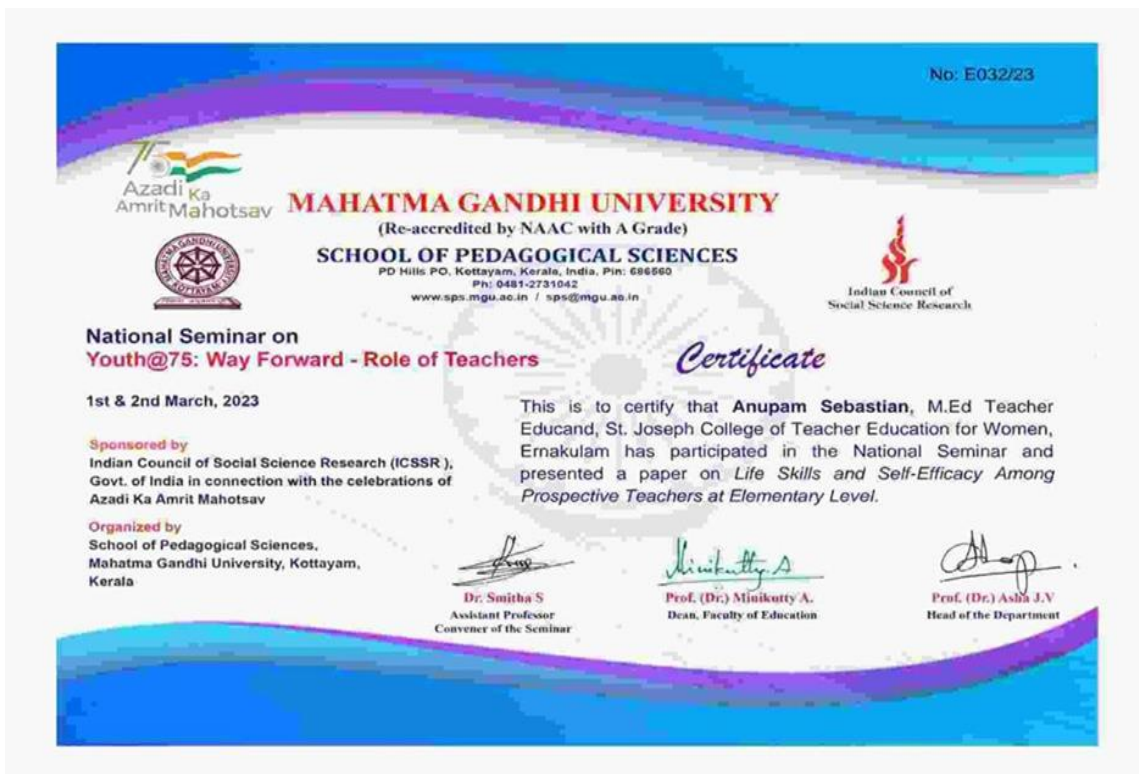 No: E032/23
75
Azadi Ka
Amrit Mahotsav
MAHATMA GANDHI UNIVERSITY
(Re-accredited by NAAC with A Grade)
SCHOOL OF PEDAGOGICAL SCIENCES
PD Hills PO, Kottayam, Kerala, India, Pin: 686560
Ph: 0481-2731042
www.sps.mgu.ac.in / sps@mgu.ac.in
MAHATMA GANDHI UNIVERSITY
KOTTAYAM
Indian Council of
Social Science Research
National Seminar on
Youth@75: Way Forward - Role of Teachers
1st & 2nd March, 2023
Sponsored by
Indian Council of Social Science Research (ICSSR ),
Govt. of India in connection with the celebrations of
Azadi Ka Amrit Mahotsav
Organized by
School of Pedagogical Sciences,
Mahatma Gandhi University, Kottayam,
Kerala
Certificate
This is to certify that Anupam Sebastian, M.Ed Teacher
Educand, St. Joseph College of Teacher Education for Women,
Ernakulam has participated in the National Seminar and
presented a paper on Life Skills and Self-Efficacy Among
Prospective Teachers at Elementary Level.
Dr. Smitha S
Assistant Professor
Convener of the Seminar
Minikutty. A
Prof. (Dr.) Minikutty A.
Dean, Faculty of Education
Prof. (Dr.) Asha J.V
Head of the Department